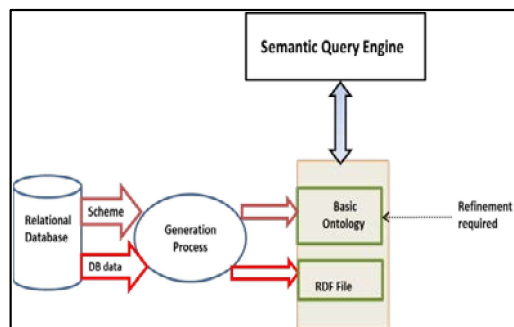 Semantic Query Engine
Scheme
Relational
Database
DB data
Generation
Process
Basic
Ontology
RDF File
Refinement
required